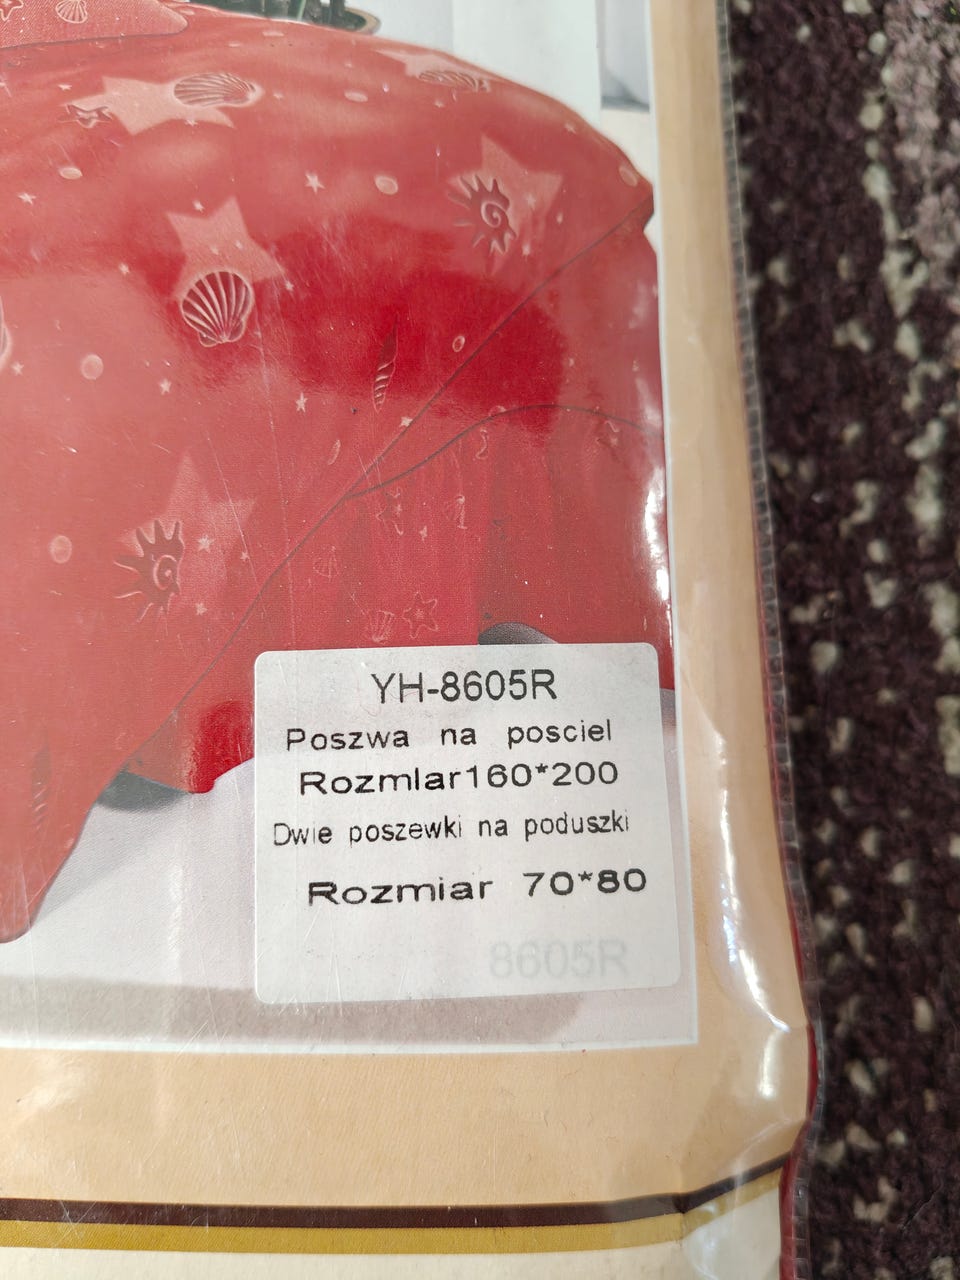 YH-8605R
Poszwa na posciel
Rozmlar160*200
Dwie poszewki na poduszki
Rozmiar 70*80
8605R